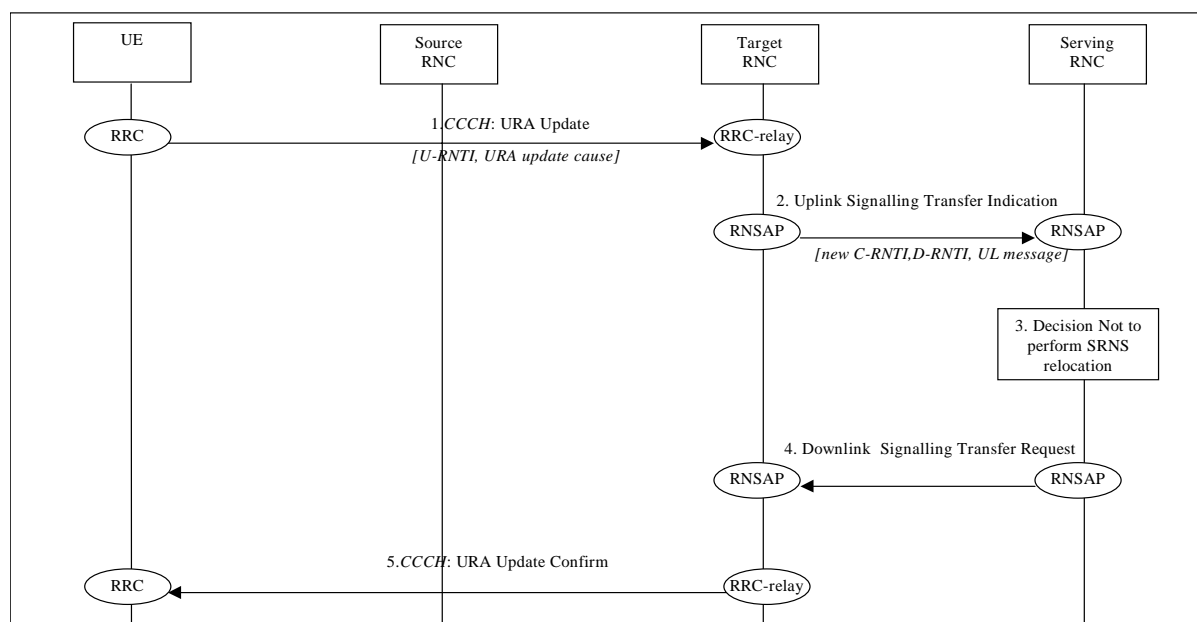 UE
Source
RNC
Target
RNC
Serving
RNC
1.CCCH: URA Update
RRC
RRC-relay
[U-RNTI, URA update cause]
2. Uplink Signalling Transfer Indication
RNSAP
RNSAP
[new C-RNTI,D-RNTI, UL message]
3. Decision Not to
perform SRNS
relocation
4. Downlink Signalling Transfer Request
RNSAP
RNSAP
5.CCCH: URA Update Confirm
RRC
RRC-relay